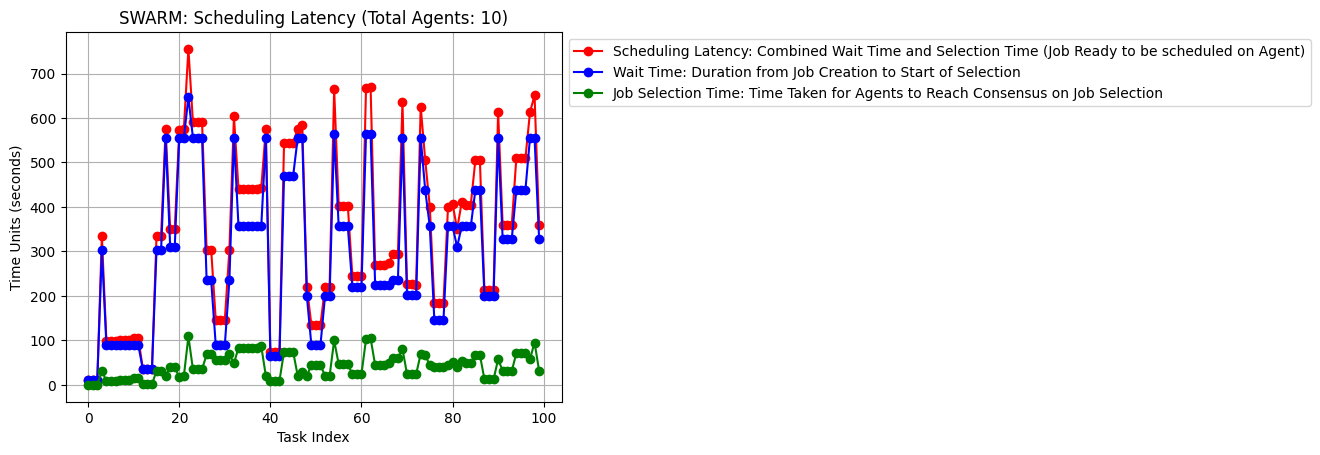 SWARM: Scheduling Latency (Total Agents: 10)
Scheduling Latency: Combined Wait Time and Selection Time (Job Ready to be scheduled on Agent)
Wait Time: Duration from Job Creation to Start of Selection
Job Selection Time: Time Taken for Agents to Reach Consensus on Job Selection
Time Units (seconds)
700
600
500
400
300
200
100
0
0 20 40 60 80 100
Task Index